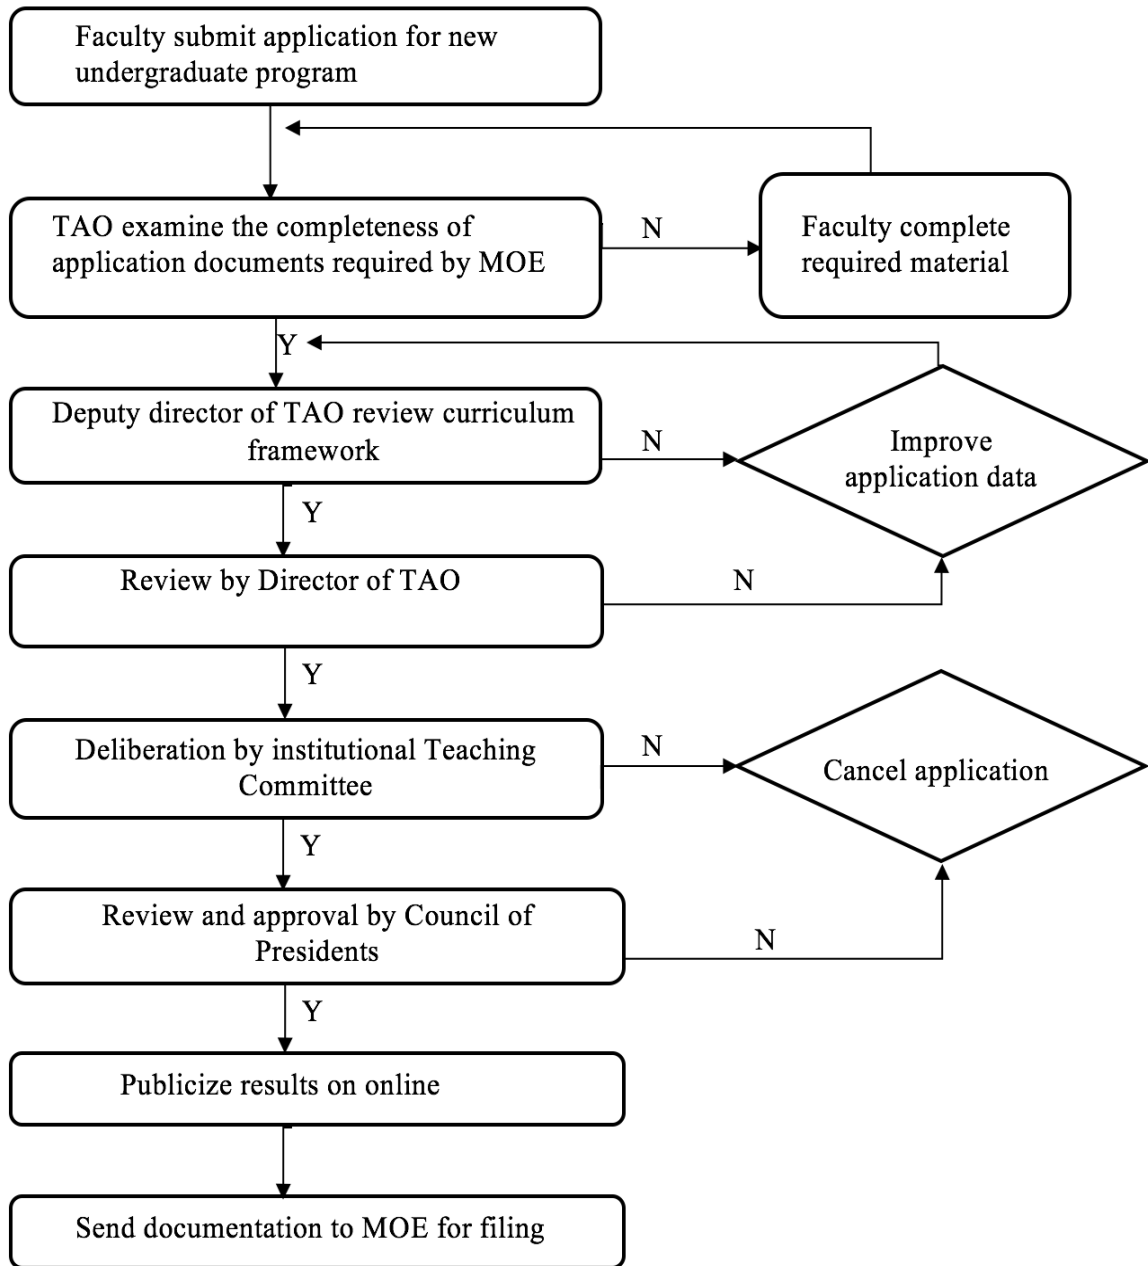 Faculty submit application for new
undergraduate program
TAO examine the completeness of
application documents required by MOE
N
Faculty complete
required material
Y
Deputy director of TAO review curriculum
framework
N
Improve
application data
Y
Review by Director of TAO
N
Y
Deliberation by institutional Teaching
Committee
N
Cancel application
Y
Review and approval by Council of
Presidents
N
Y
Publicize results on online
Send documentation to MOE for filing